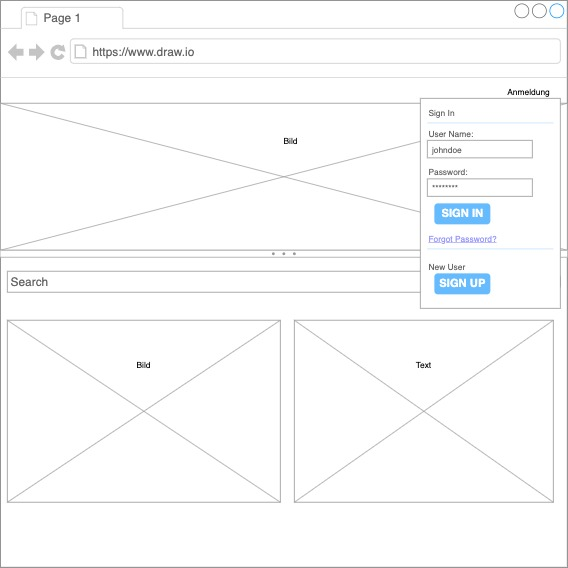 Page 1
https://www.draw.io
Anmeldung
Bild
Sign In
User Name:
johndoe
Password:
********
SIGN IN
Forgot Password?
New User
SIGN UP
Search
Bild
Text